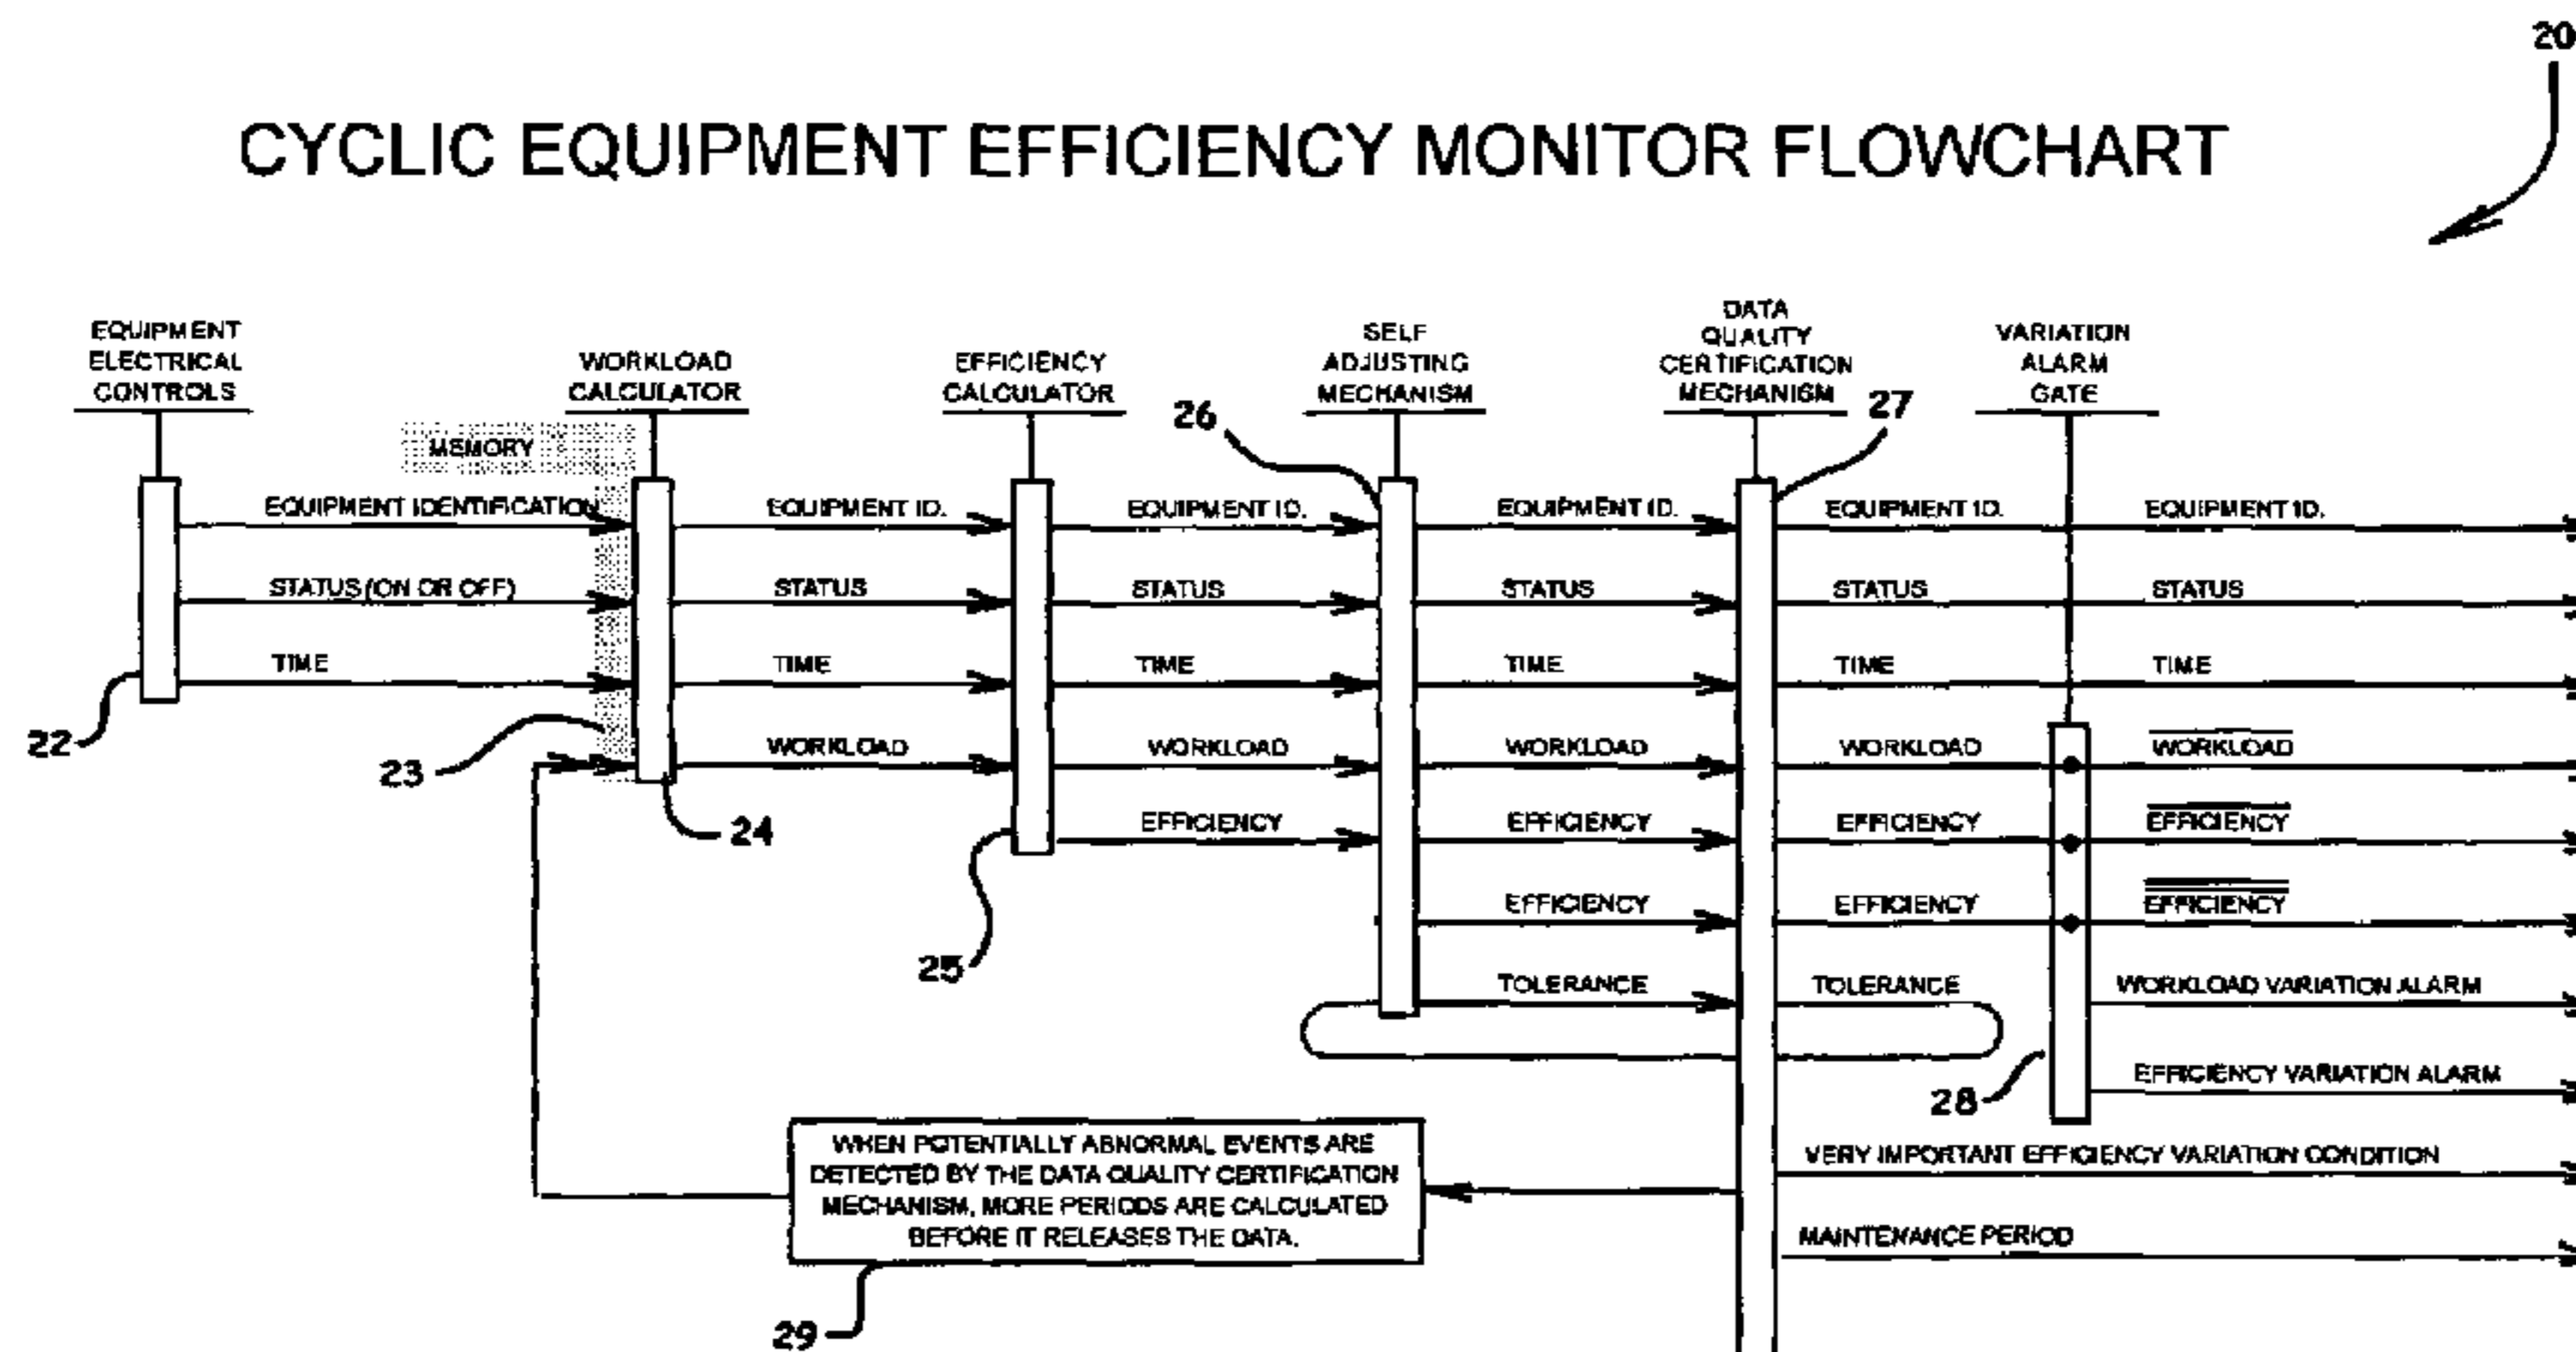 20
CYCLIC EQUIPMENT EFFICIENCY MONITOR FLOWCHART
EQUIPMENT
ELECTRICAL
CONTROLS
WORKLOAD
CALCULATOR
EFFICIENCY
CALCULATOR
SELF
ADJUSTING
MECHANISM
DATA
QUALITY
CERTIFICATION
MECHANISM
VARIATION
ALARM
GATE
26
27
MEMORY
EQUIPMENT IDENTIFICATION
EQUIPMENT ID.
EQUIPMENT ID.
EQUIPMENT ID.
EQUIPMENT ID.
EQUIPMENT ID.
STATUS (ON OR OFF)
STATUS
STATUS
STATUS
STATUS
STATUS
TIME
TIME
TIME
TIME
TIME
TIME
22
23
WORKLOAD
WORKLOAD
WORKLOAD
WORKLOAD
WORKLOAD
24
EFFICIENCY
EFFICIENCY
EFFICIENCY
EFFICIENCY
25
EFFICIENCY
EFFICIENCY
EFFICIENCY
TOLERANCE
TOLERANCE
WORKLOAD VARIATION ALARM
28
EFFICIENCY VARIATION ALARM
WHEN POTENTIALLY ABNORMAL EVENTS ARE
DETECTED BY THE DATA QUALITY CERTIFICATION
MECHANISM, MORE PERIODS ARE CALCULATED
BEFORE IT RELEASES THE DATA.
VERY IMPORTANT EFFICIENCY VARIATION CONDITION
MAINTENANCE PERIOD
29